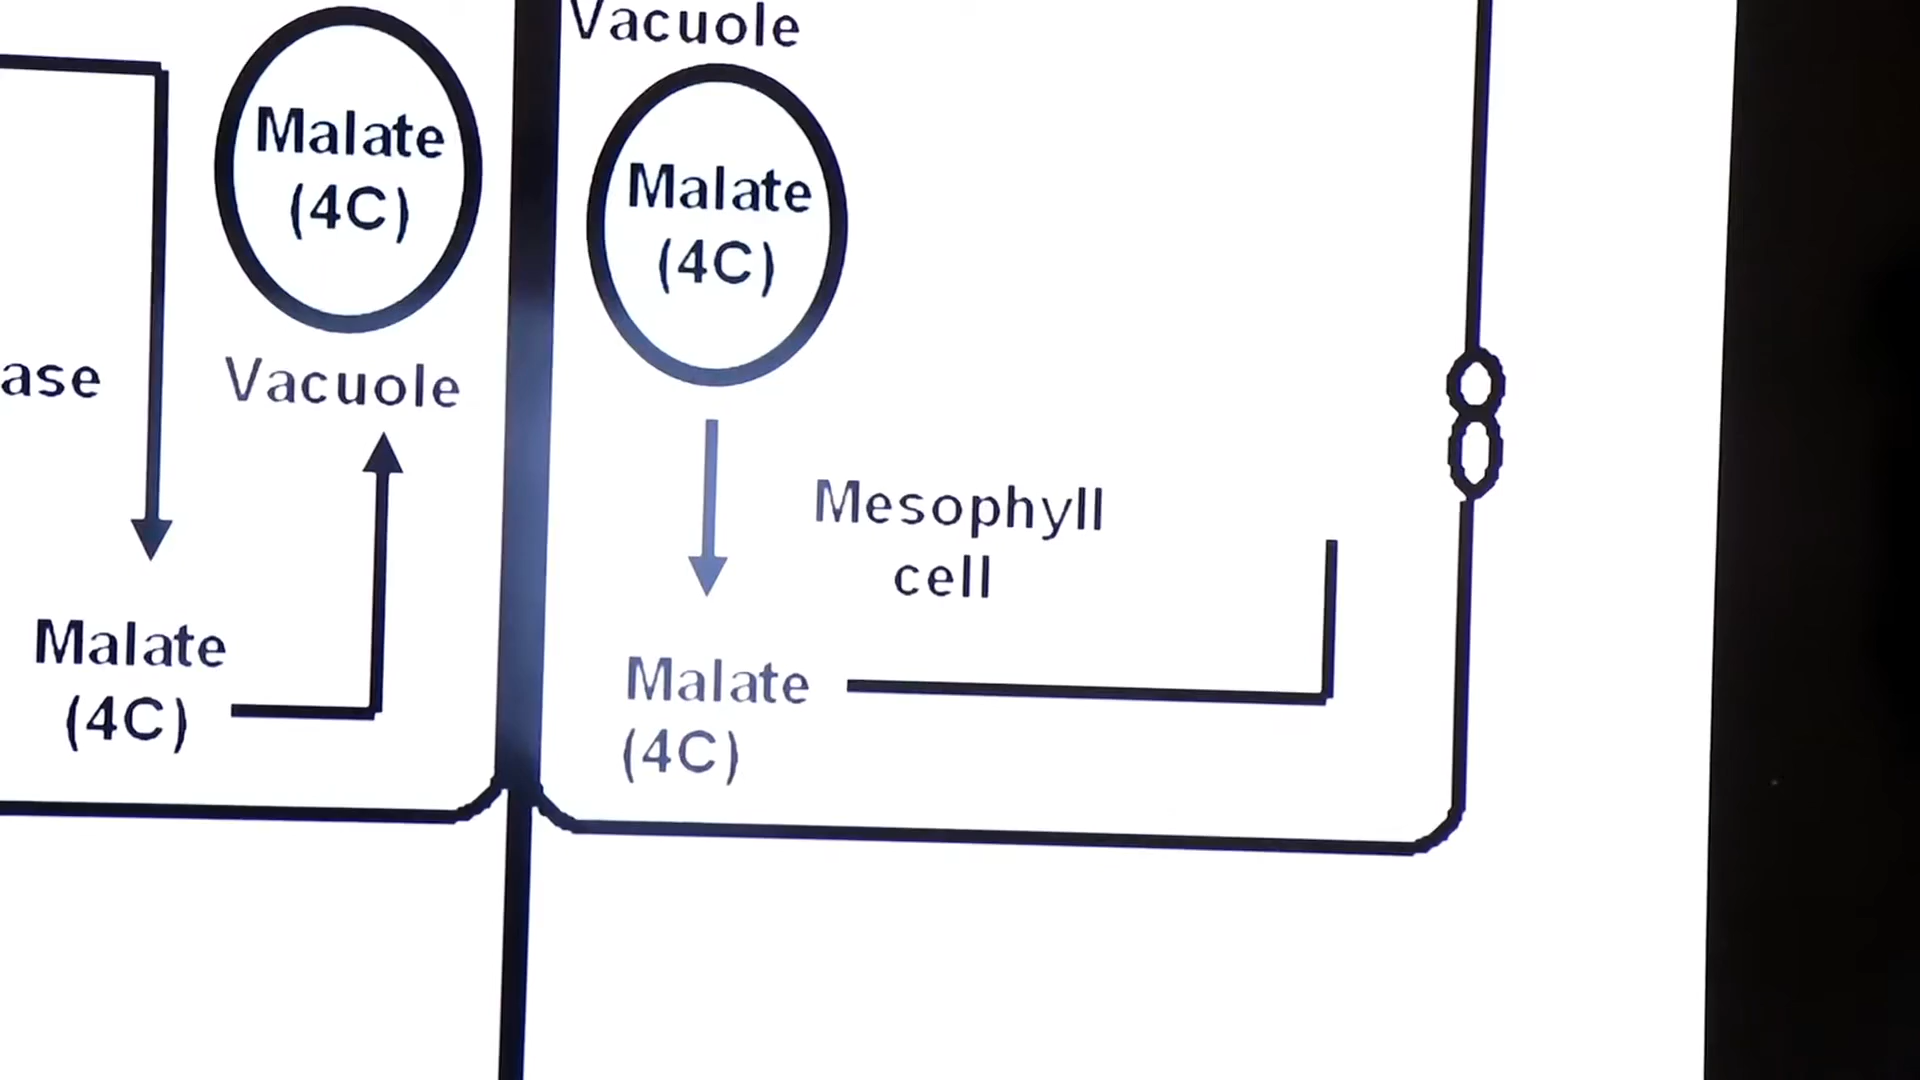 Malate
(4C)
Vacuole
ase
Malate
(4C)
Vacuole
Malate
(4C)
Mesophyll
cell
Malate
(4C)